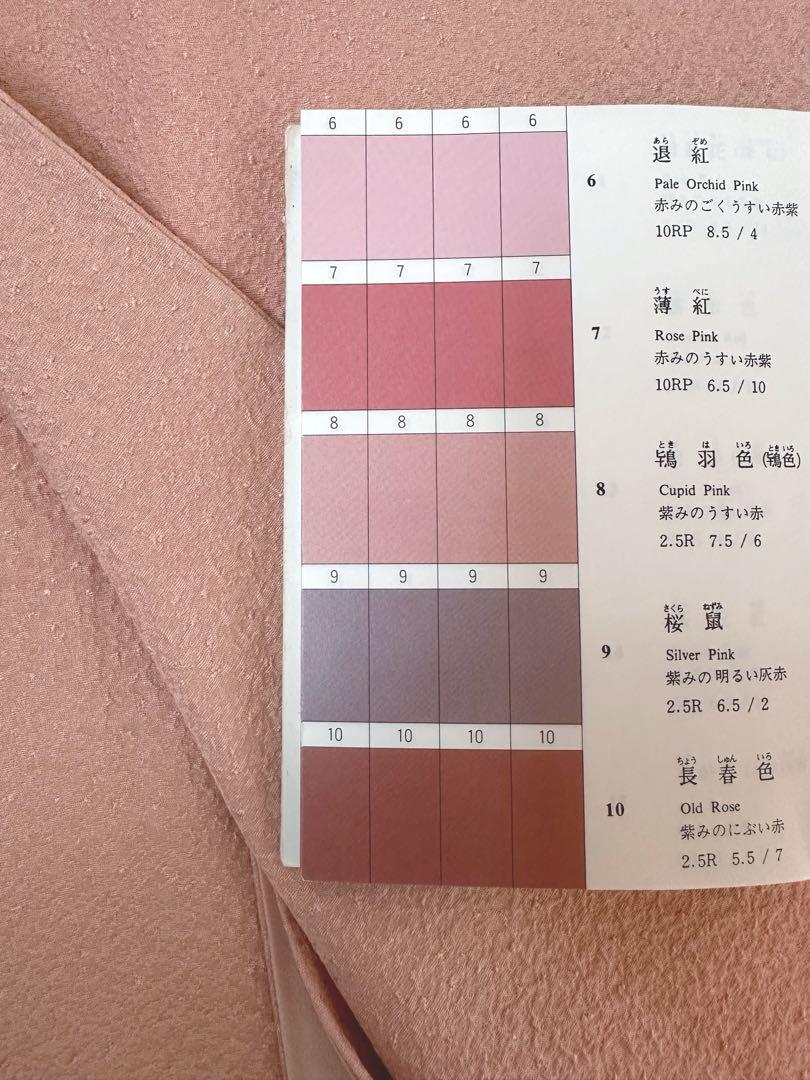 6 6 6 6
あら ぞめ
退 紅
6
Pale Orchid Pink
赤みのごくうすい赤紫
10RP 8.5 / 4
7 7 7 7
うす べに
薄 紅
7
Rose Pink
赤みのうすい赤紫
10RP 6.5 / 10
8 8 8 8
とき は いろ ときいろ
鴇 羽 色 (鴇色)
8
Cupid Pink
紫みのうすい赤
2.5R 7.5 / 6
9 9 9 9
さくら ねずみ
桜 鼠
9
Silver Pink
紫みの明るい灰赤
2.5R 6.5 / 2
10 10 10 10
ちょう しゅん いろ
長 春 色
10
Old Rose
紫みのにぶい赤
2.5R 5.5 / 7